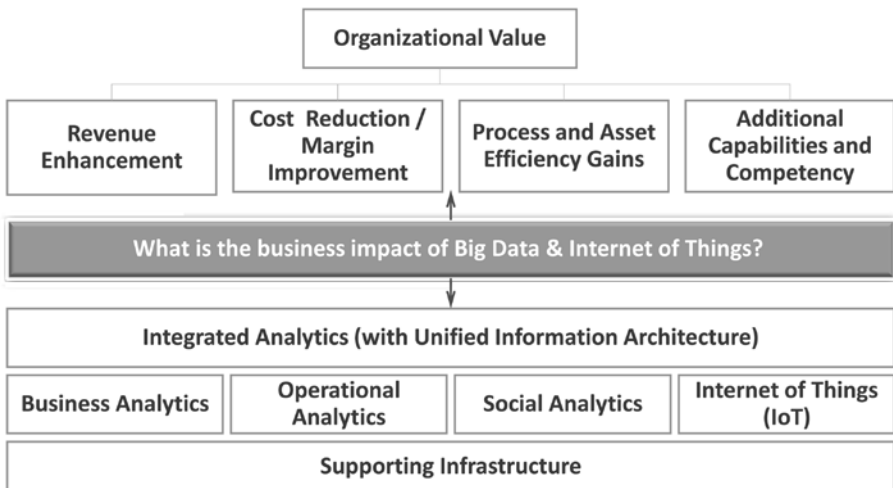 Organizational Value
Revenue
Enhancement
Cost Reduction /
Margin
Improvement
Process and Asset
Efficiency Gains
Additional
Capabilities and
Competency
What is the business impact of Big Data & Internet of Things?
Integrated Analytics (with Unified Information Architecture)
Business Analytics
Operational
Analytics
Social Analytics
Internet of Things
(IoT)
Supporting Infrastructure